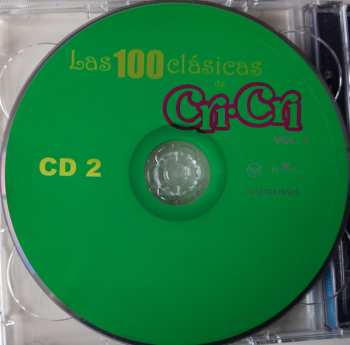 Las 100 clásicas
de
Cri-Cri
CD 2